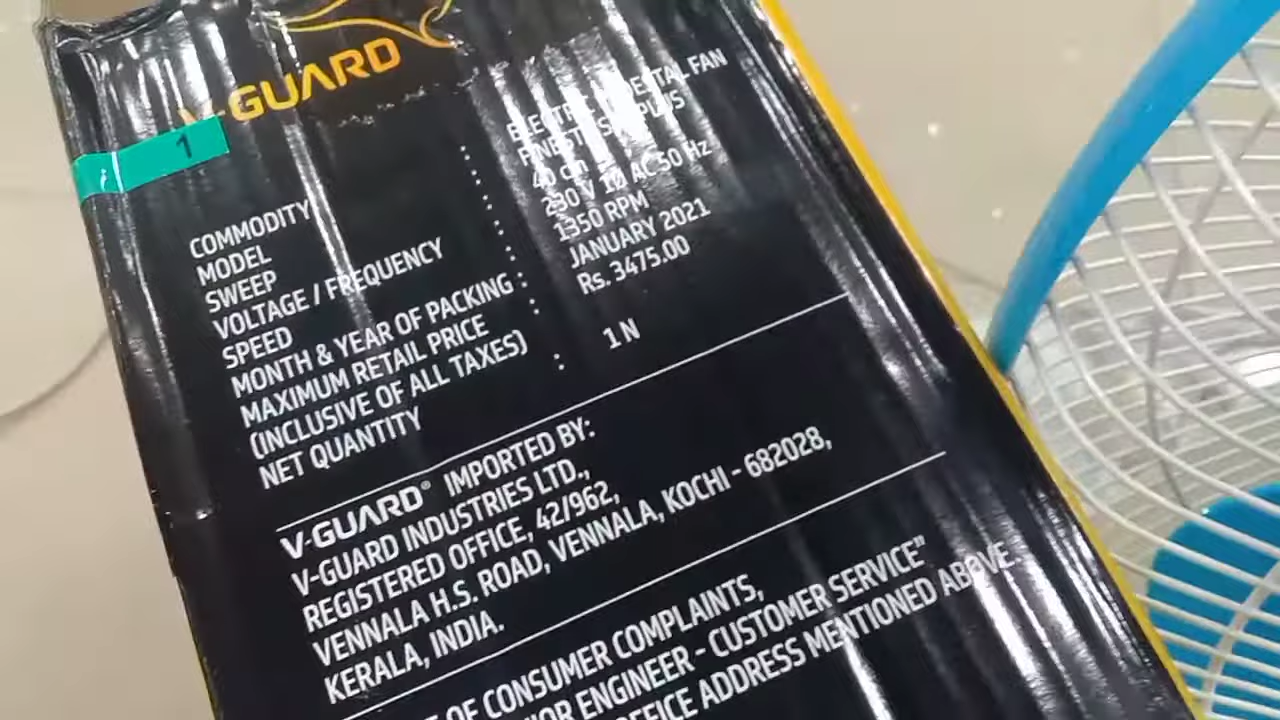 V-GUARD
1
COMMODITY : ELECTRIC PEDESTAL FAN
MODEL : PLUS
SWEEP : 40 cm
VOLTAGE / FREQUENCY : 230 V 1Ø AC 50 Hz
SPEED : 1350 RPM
MONTH & YEAR OF PACKING : JANUARY 2021
MAXIMUM RETAIL PRICE : Rs. 3475.00
(INCLUSIVE OF ALL TAXES)
NET QUANTITY : 1 N
V-GUARD® IMPORTED BY:
V-GUARD INDUSTRIES LTD.,
REGISTERED OFFICE, 42/962,
VENNALA H.S. ROAD, VENNALA, KOCHI - 682028,
KERALA, INDIA.
OF CONSUMER COMPLAINTS,
ENGINEER - CUSTOMER SERVICE"
OFFICE ADDRESS MENTIONED ABOVE.